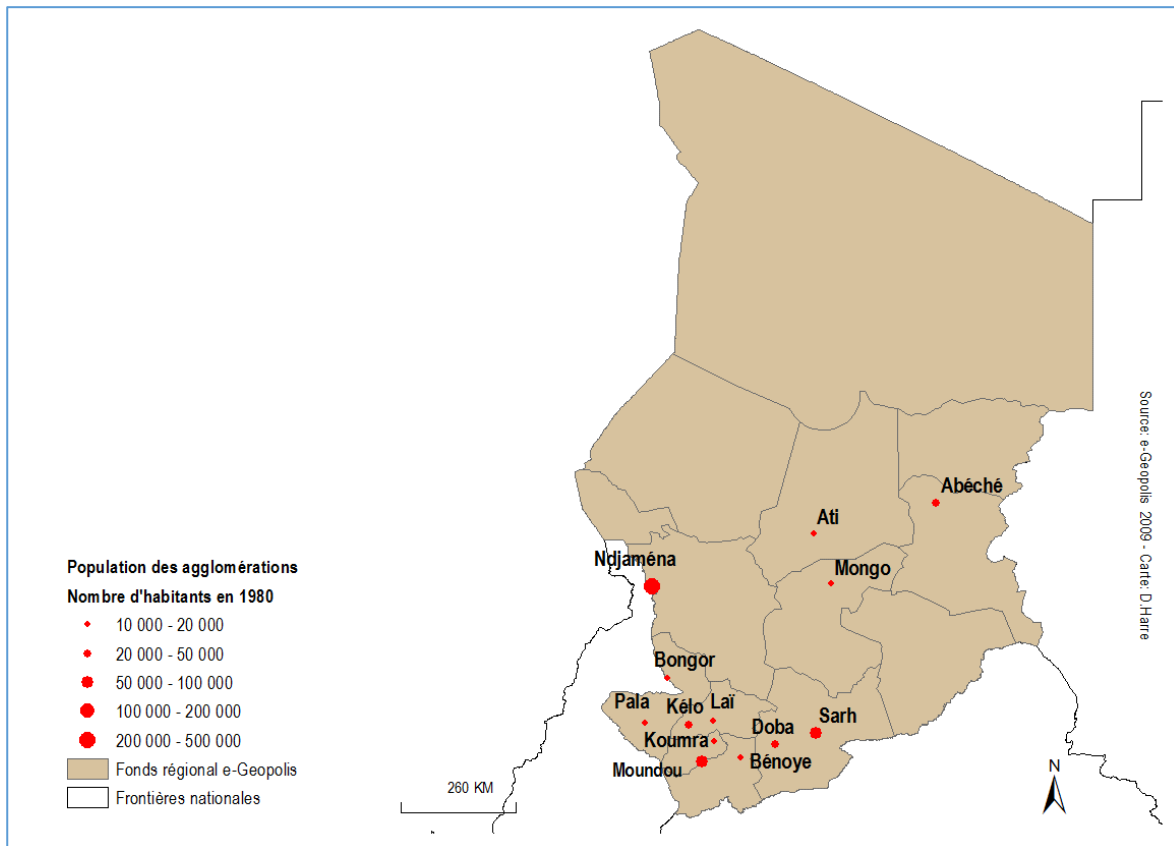 Abéché
Ati
Ndjaména
Mongo
Bongor
Pala
Kélo
Laï
Sarh
Doba
Koumra
Moundou
Bénoye
Population des agglomérations
Nombre d'habitants en 1980
10 000 - 20 000
20 000 - 50 000
50 000 - 100 000
100 000 - 200 000
200 000 - 500 000
Fonds régional e-Geopolis
Frontières nationales
260 KM
N
Source: e-Geopolis 2009 - Carte: D.Harre